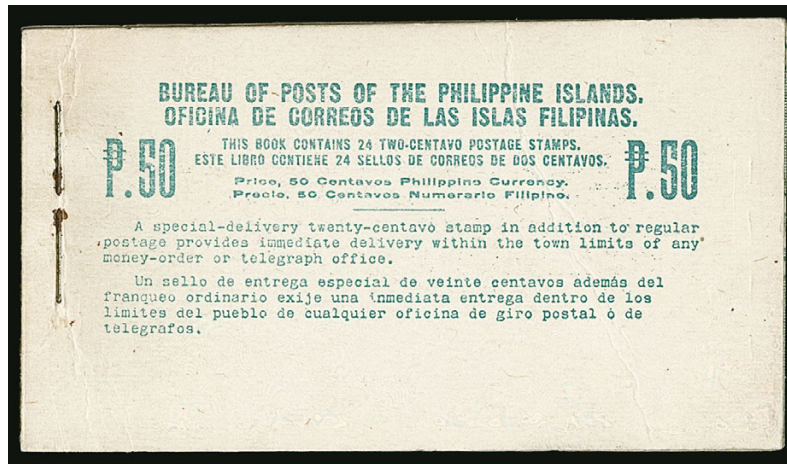 BUREAU OF POSTS OF THE PHILIPPINE ISLANDS.
OFICINA DE CORREOS DE LAS ISLAS FILIPINAS.
₱.50
THIS BOOK CONTAINS 24 TWO-CENTAVO POSTAGE STAMPS.
ESTE LIBRO CONTIENE 24 SELLOS DE CORREOS DE DOS CENTAVOS.
Price, 50 Centavos Philippine Currency.
Precio, 50 Centavos Numerario Filipino.
₱.50
A special-delivery twenty-centavo stamp in addition to regular
postage provides immediate delivery within the town limits of any
money-order or telegraph office.
Un sello de entrega especial de veinte centavos además del
franqueo ordinario exije una inmediata entrega dentro de los
límites del pueblo de cualquier oficina de giro postal ó de
telegrafos.